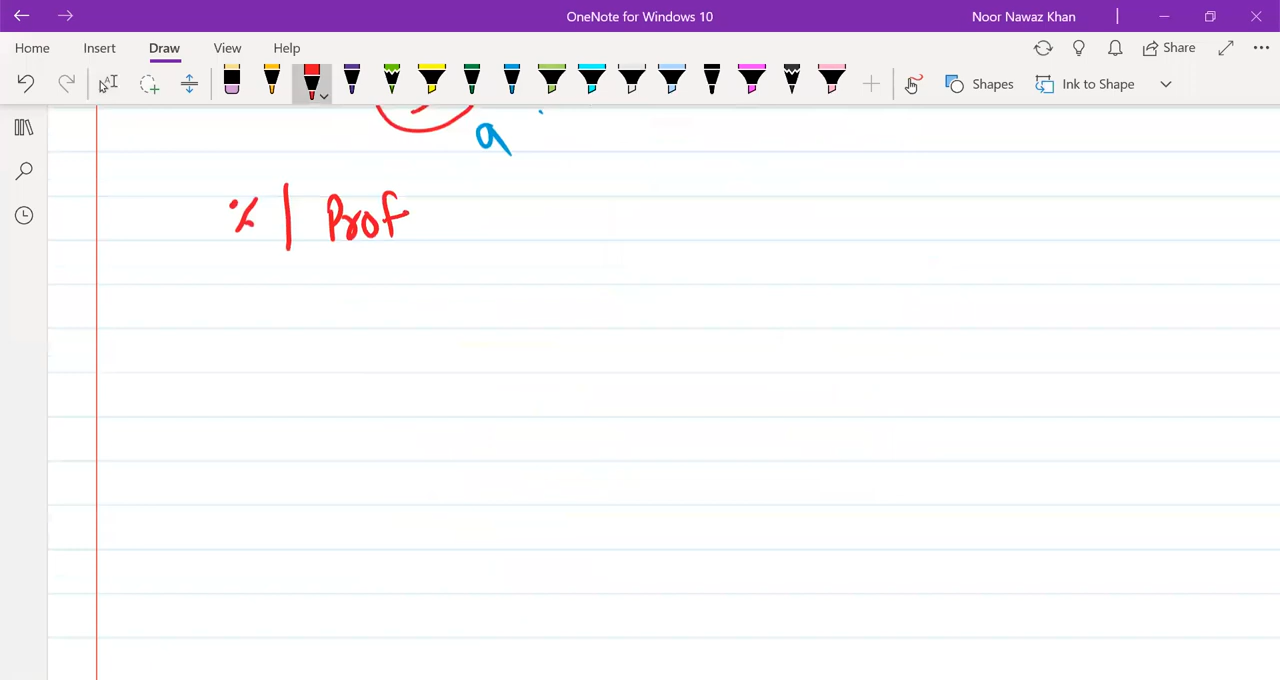 OneNote for Windows 10
Noor Nawaz Khan
Home Insert Draw View Help Share
Shapes Ink to Shape
a
% | Prof